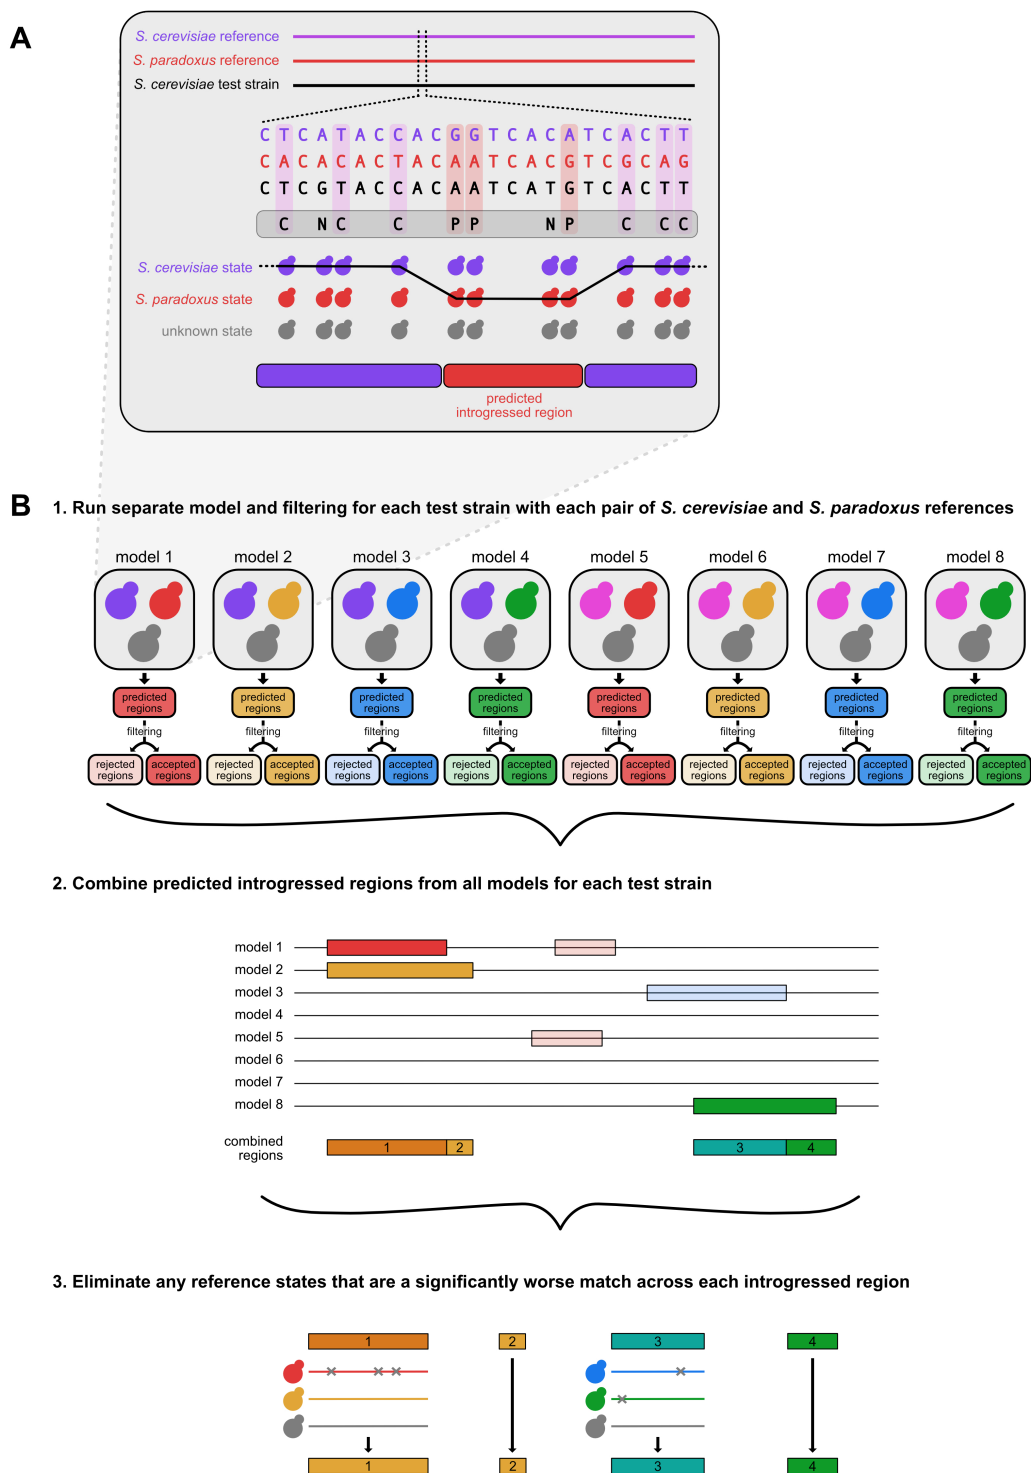 A
S. cerevisiae reference
S. paradoxus reference
S. cerevisiae test strain
C T C A T A C C A C G G T C A C A T C A C T T
C A C A C A C T A C A A T C A C G T C G C A G
C T C G T A C C A C A A T C A T G T C A C T T
C N C C P P N P C C C
S. cerevisiae state
S. paradoxus state
unknown state
predicted
introgressed region
B
1. Run separate model and filtering for each test strain with each pair of S. cerevisiae and S. paradoxus references
model 1 model 2 model 3 model 4 model 5 model 6 model 7 model 8
predicted predicted predicted predicted predicted predicted predicted predicted
regions regions regions regions regions regions regions regions
filtering filtering filtering filtering filtering filtering filtering filtering
rejected accepted rejected accepted rejected accepted rejected accepted rejected accepted rejected accepted rejected accepted rejected accepted
regions regions regions regions regions regions regions regions regions regions regions regions regions regions regions regions
2. Combine predicted introgressed regions from all models for each test strain
model 1
model 2
model 3
model 4
model 5
model 6
model 7
model 8
combined
regions
1 2 3 4
3. Eliminate any reference states that are a significantly worse match across each introgressed region
1 2 3 4
1 2 3 4